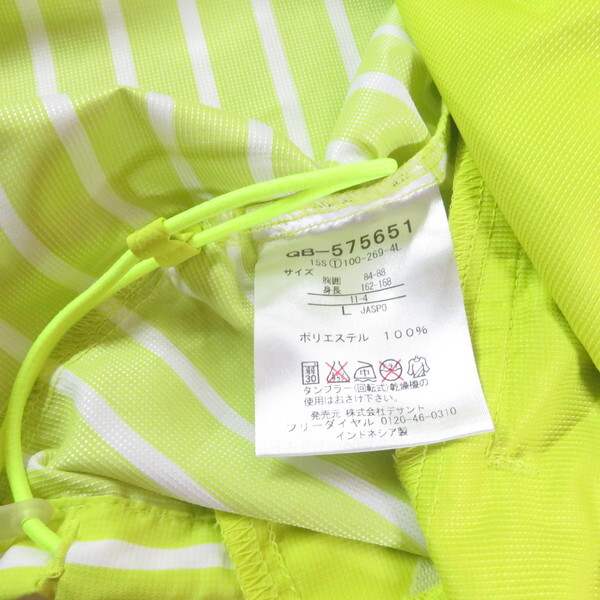 QB-575651
15S①100-269-4L
サイズ 胸囲 84-88
身長 162-168
11-4
L JASPO
ポリエステル 100%
弱 30
タンブラー(回転式)乾燥機の
使用はおさけ下さい。
発売元 株式会社デサント
フリーダイヤル 0120-46-0310
インドネシア製